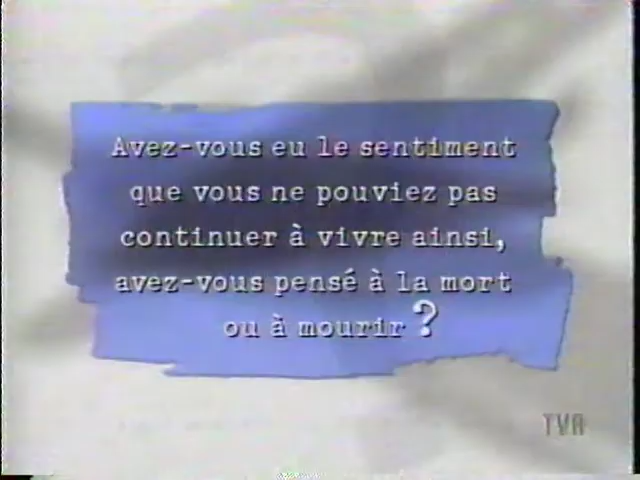 Avez-vous eu le sentiment
que vous ne pouviez pas
continuer à vivre ainsi,
avez-vous pensé à la mort
ou à mourir ?
TVA